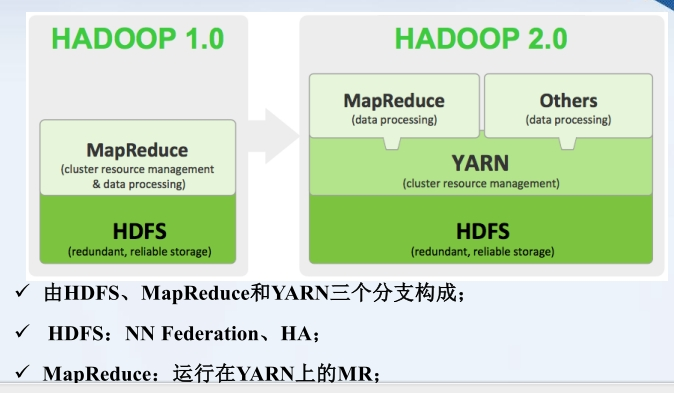 HADOOP 1.0
MapReduce
(cluster resource management
& data processing)
HDFS
(redundant, reliable storage)
HADOOP 2.0
MapReduce
(data processing)
Others
(data processing)
YARN
(cluster resource management)
HDFS
(redundant, reliable storage)
✓ 由HDFS、MapReduce和YARN三个分支构成；
✓ HDFS：NN Federation、HA；
✓ MapReduce：运行在YARN上的MR；